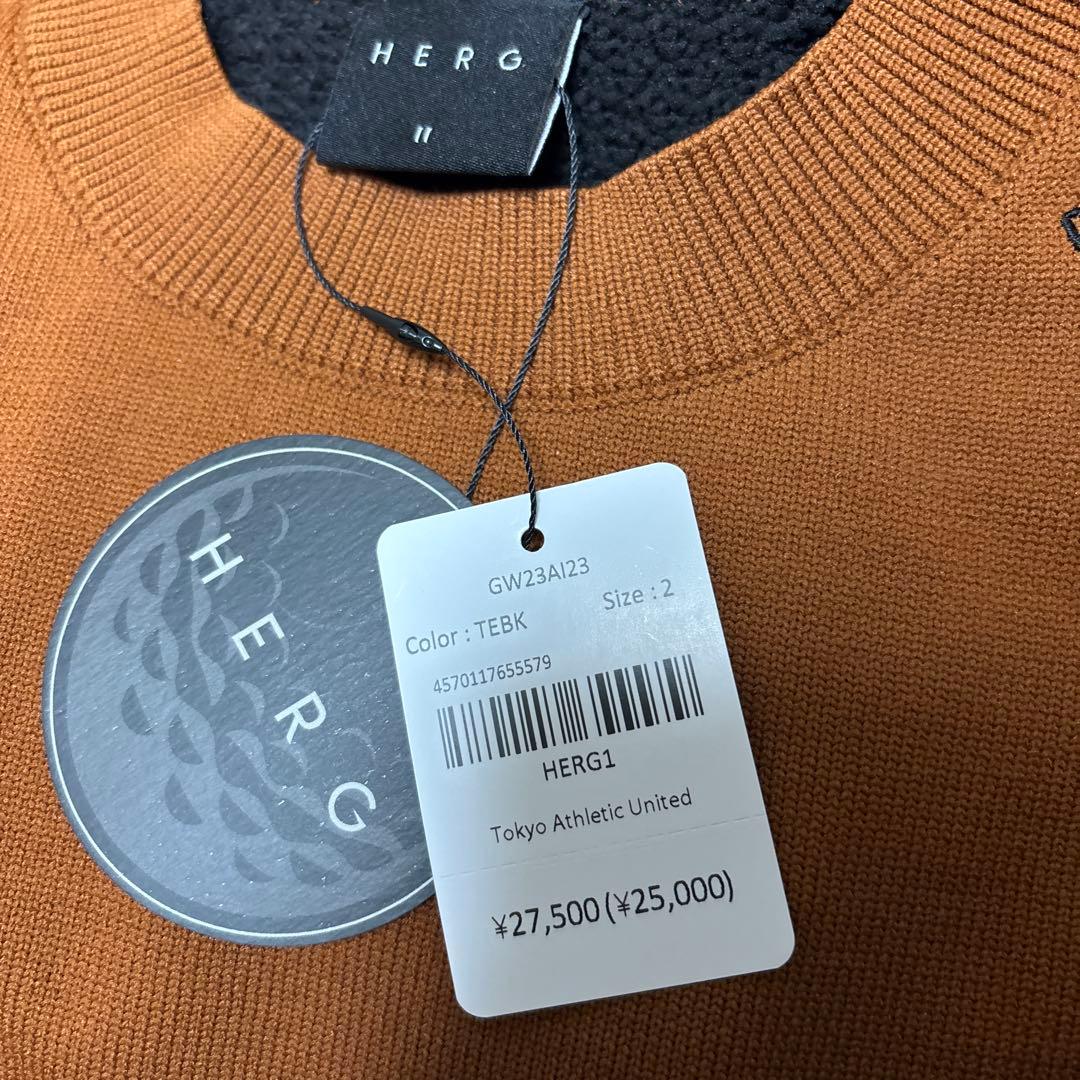 HERG
II
HERG
GW23AI23
Color : TEBK
Size : 2
4570117655579
HERG1
Tokyo Athletic United
¥27,500(¥25,000)